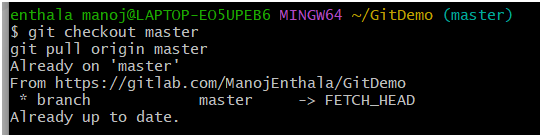 enthala manoj@LAPTOP-EO5UPEB6 MINGW64 ~/GitDemo (master)
$ git checkout master
git pull origin master
Already on 'master'
From https://gitlab.com/ManojEnthala/GitDemo
 * branch            master     -> FETCH_HEAD
Already up to date.